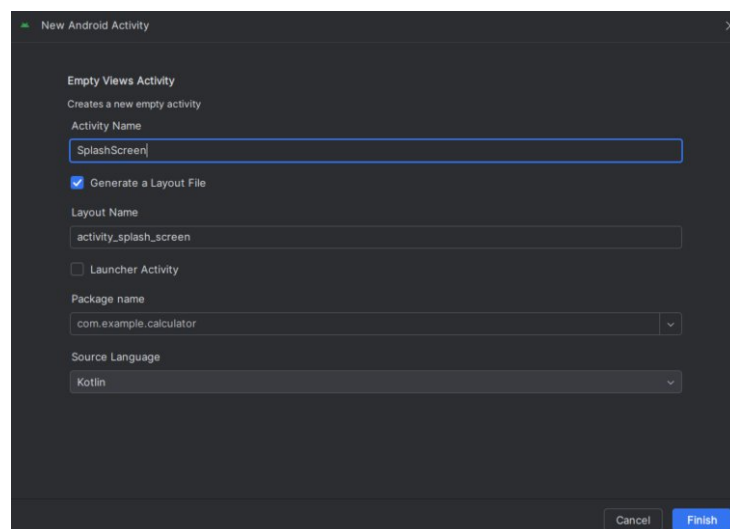 New Android Activity
Empty Views Activity
Creates a new empty activity
Activity Name
SplashScreen
Generate a Layout File
Layout Name
activity_splash_screen
Launcher Activity
Package name
com.example.calculator
Source Language
Kotlin
Cancel
Finish